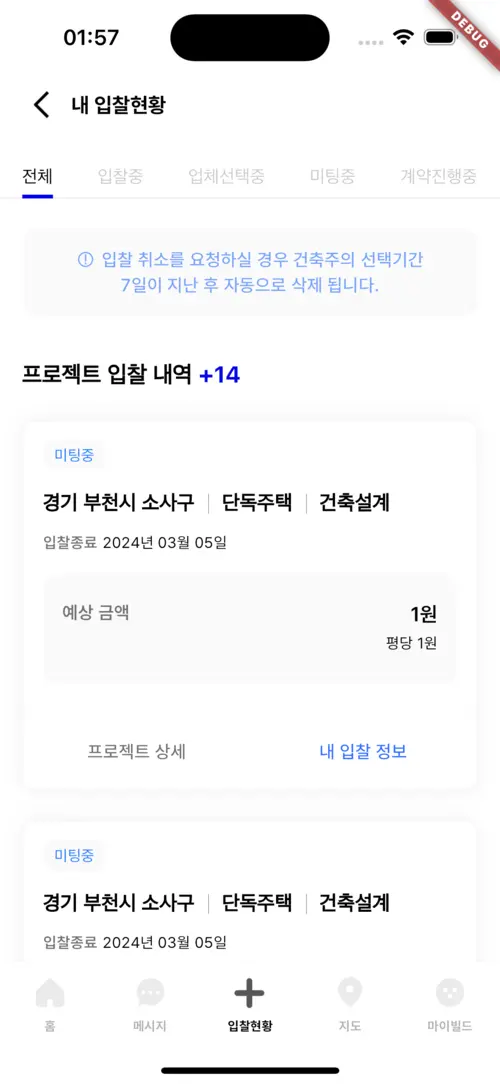 01:57
DEBUG
내 입찰현황
전체 입찰중 업체선택중 미팅중 계약진행중
입찰 취소를 요청하실 경우 건축주의 선택기간
7일이 지난 후 자동으로 삭제 됩니다.
프로젝트 입찰 내역 +14
미팅중
경기 부천시 소사구 단독주택 건축설계
입찰종료 2024년 03월 05일
예상 금액 1원
평당 1원
프로젝트 상세 내 입찰 정보
미팅중
경기 부천시 소사구 단독주택 건축설계
입찰종료 2024년 03월 05일
홈 메시지 입찰현황 지도 마이빌드